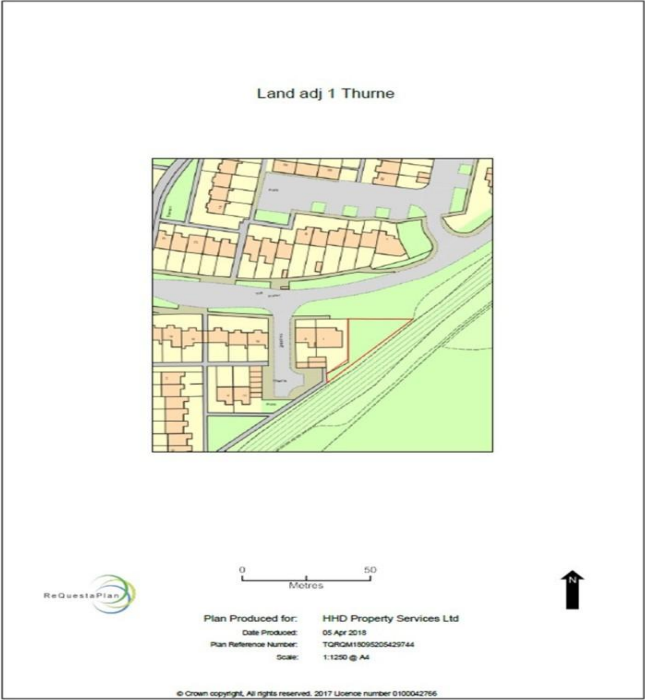 Land adj 1 Thurne
0 50
Metres
N
ReQuestaPlan
Plan Produced for: HHD Property Services Ltd
Date Produced: 05 Apr 2018
Plan Reference Number: TQRQM18095205429744
Scale: 1:1250 @ A4
© Crown copyright, All rights reserved. 2017 Licence number 0100042766